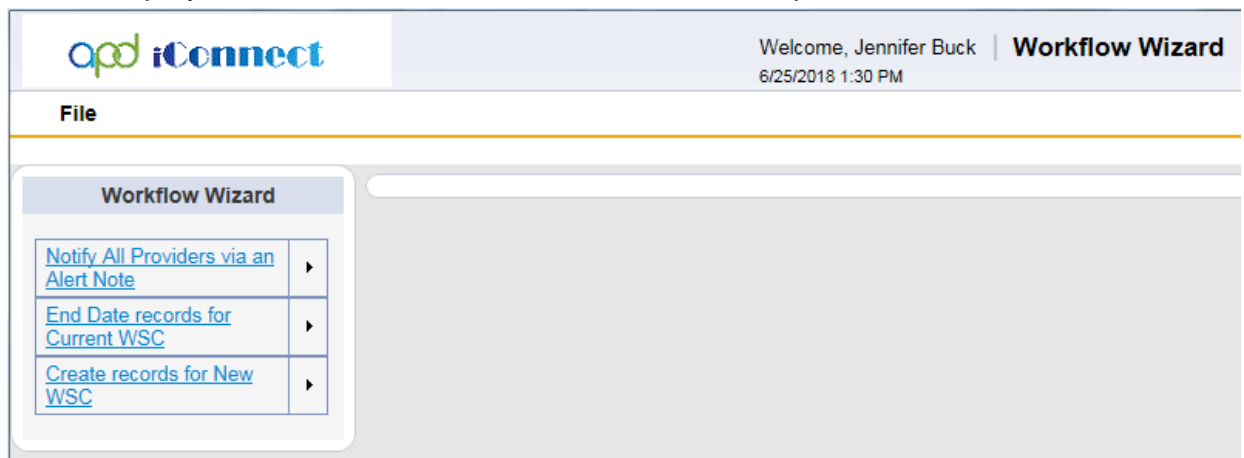 apd iConnect
Welcome, Jennifer Buck | Workflow Wizard
6/25/2018 1:30 PM
File
Workflow Wizard
Notify All Providers via an
Alert Note
End Date records for
Current WSC
Create records for New
WSC